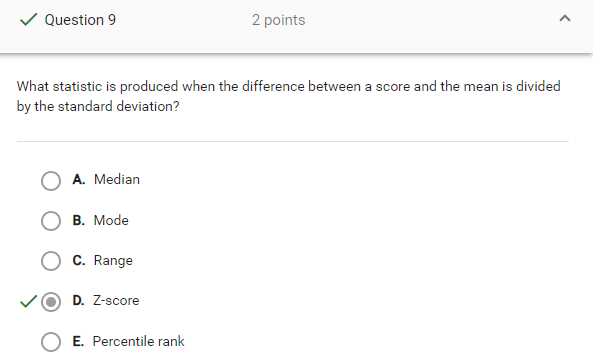 Question 9 2 points
What statistic is produced when the difference between a score and the mean is divided
by the standard deviation?
A. Median
B. Mode
C. Range
D. Z-score
E. Percentile rank